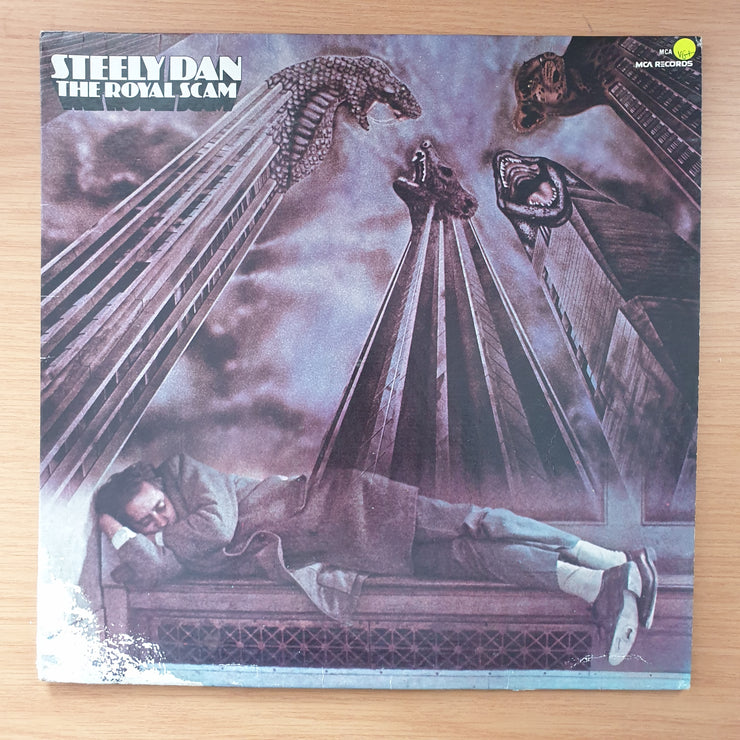 STEELY DAN
THE ROYAL SCAM
MCA
MCA RECORDS